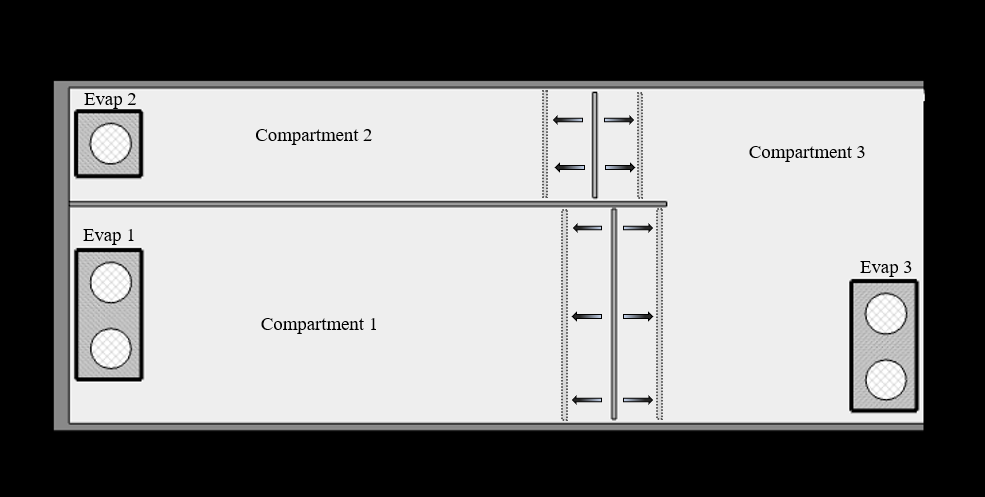 Evap 2
Compartment 2
Compartment 3
Evap 1
Evap 3
Compartment 1